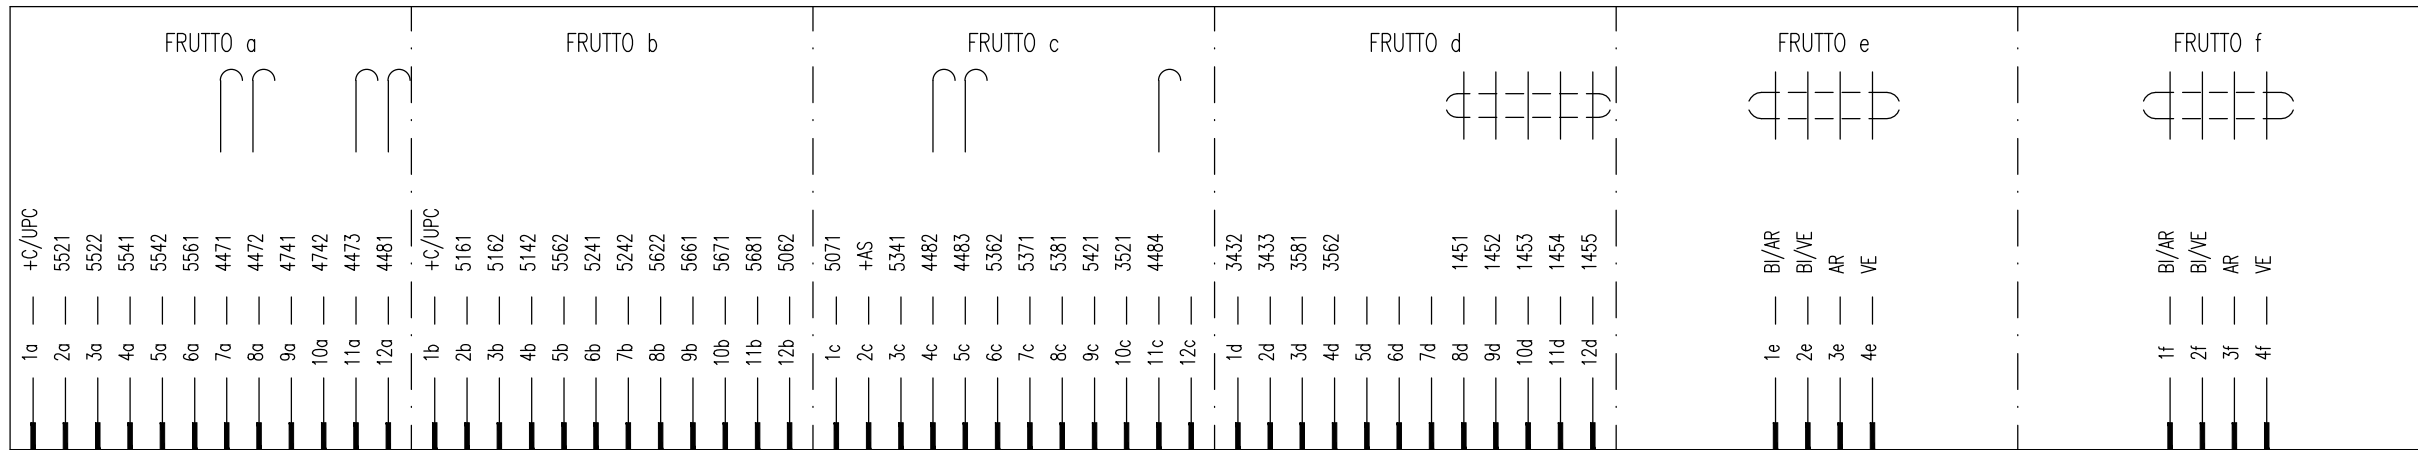 FRUTTO a FRUTTO b FRUTTO c FRUTTO d FRUTTO e FRUTTO f
+C/UPC 5521 5522 5541 5542 5561 4471 4472 4741 4742 4473 4481 +C/UPC 5161 5162 5142 5562 5241 5242 5622 5661 5671 5681 5062 5071 +AS 5341 4482 4483 5362 5371 5381 5421 3521 4484 3432 3433 3581 3562 1451 1452 1453 1454 1455 BI/AR BI/VE AR VE BI/AR BI/VE AR VE
1a 2a 3a 4a 5a 6a 7a 8a 9a 10a 11a 12a 1b 2b 3b 4b 5b 6b 7b 8b 9b 10b 11b 12b 1c 2c 3c 4c 5c 6c 7c 8c 9c 10c 11c 12c 1d 2d 3d 4d 5d 6d 7d 8d 9d 10d 11d 12d 1e 2e 3e 4e 1f 2f 3f 4f